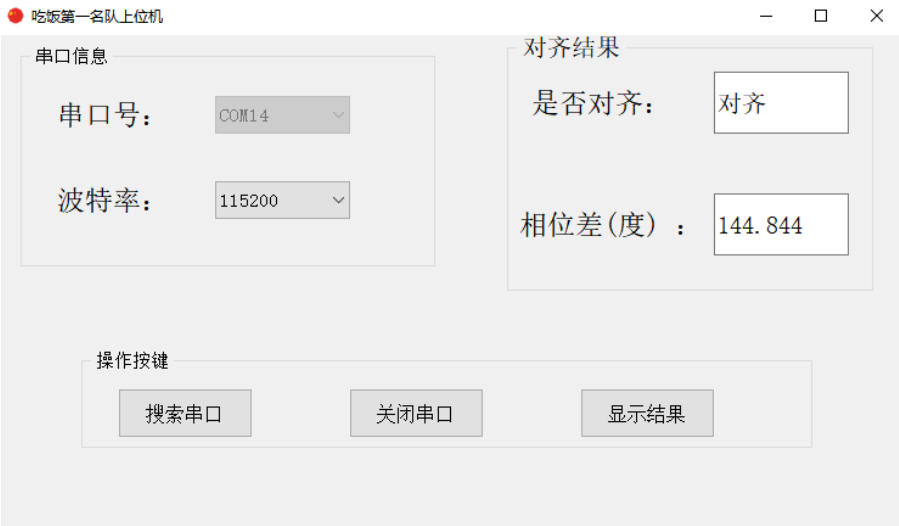 吃饭第一名队上位机
串口信息
串口号：
COM14
波特率：
115200
对齐结果
是否对齐：
对齐
相位差(度) ：
144.844
操作按键
搜索串口
关闭串口
显示结果